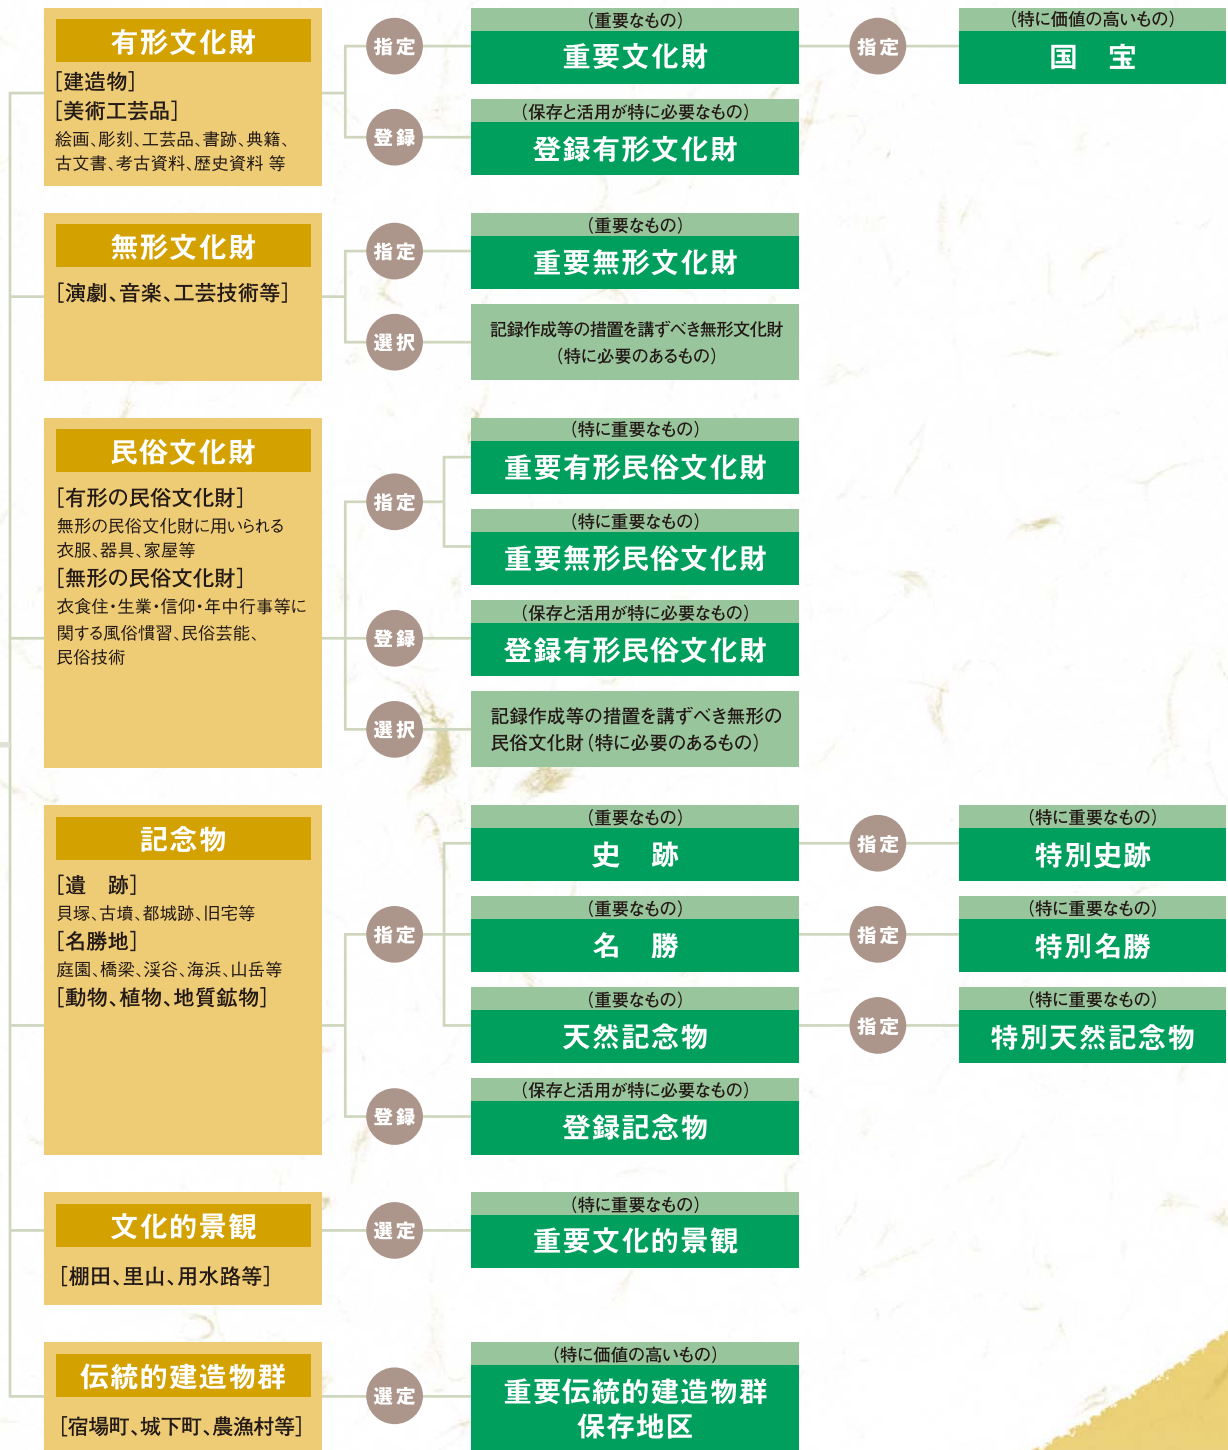 有形文化財
[建造物]
[美術工芸品]
絵画、彫刻、工芸品、書跡、典籍、
古文書、考古資料、歴史資料 等
指定
(重要なもの)
重要文化財
指定
(特に価値の高いもの)
国　宝
登録
(保存と活用が特に必要なもの)
登録有形文化財
無形文化財
[演劇、音楽、工芸技術等]
指定
(重要なもの)
重要無形文化財
選択
記録作成等の措置を講ずべき無形文化財
(特に必要のあるもの)
民俗文化財
[有形の民俗文化財]
無形の民俗文化財に用いられる
衣服、器具、家屋等
[無形の民俗文化財]
衣食住・生業・信仰・年中行事等に
関する風俗慣習、民俗芸能、
民俗技術
指定
(特に重要なもの)
重要有形民俗文化財
(特に重要なもの)
重要無形民俗文化財
登録
(保存と活用が特に必要なもの)
登録有形民俗文化財
選択
記録作成等の措置を講ずべき無形の
民俗文化財(特に必要のあるもの)
記念物
[遺　跡]
貝塚、古墳、都城跡、旧宅等
[名勝地]
庭園、橋梁、渓谷、海浜、山岳等
[動物、植物、地質鉱物]
指定
(重要なもの)
史　跡
指定
(特に重要なもの)
特別史跡
(重要なもの)
名　勝
指定
(特に重要なもの)
特別名勝
(重要なもの)
天然記念物
指定
(特に重要なもの)
特別天然記念物
登録
(保存と活用が特に必要なもの)
登録記念物
文化的景観
[棚田、里山、用水路等]
選定
(特に重要なもの)
重要文化的景観
伝統的建造物群
[宿場町、城下町、農漁村等]
選定
(特に価値の高いもの)
重要伝統的建造物群
保存地区